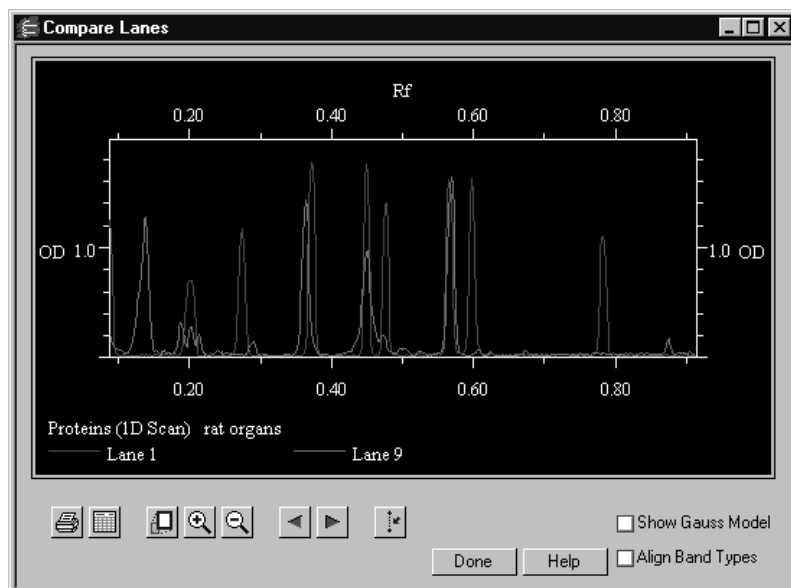 Compare Lanes
Rf
0.20 0.40 0.60 0.80
OD 1.0 1.0 OD
0.20 0.40 0.60 0.80
Proteins (1D Scan) rat organs
Lane 1 Lane 9
Show Gauss Model
Done Help Align Band Types